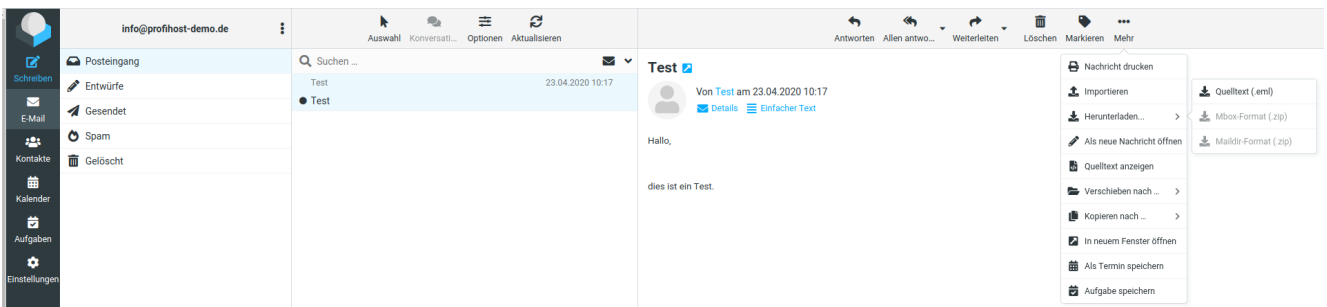 info@profihost-demo.de
Auswahl Konversati... Optionen Aktualisieren
Antworten Allen antwo... Weiterleiten Löschen Markieren Mehr
Schreiben
E-Mail
Kontakte
Kalender
Aufgaben
Einstellungen
Posteingang
Entwürfe
Gesendet
Spam
Gelöscht
Suchen ...
Test 23.04.2020 10:17
Test
Test
Von Test am 23.04.2020 10:17
Details Einfacher Text
Hallo,
dies ist ein Test.
Nachricht drucken
Importieren
Herunterladen...
Als neue Nachricht öffnen
Quelltext anzeigen
Verschieben nach ...
Kopieren nach ...
In neuem Fenster öffnen
Als Termin speichern
Aufgabe speichern
Quelltext (.eml)
Mbox-Format (.zip)
Maildir-Format (.zip)